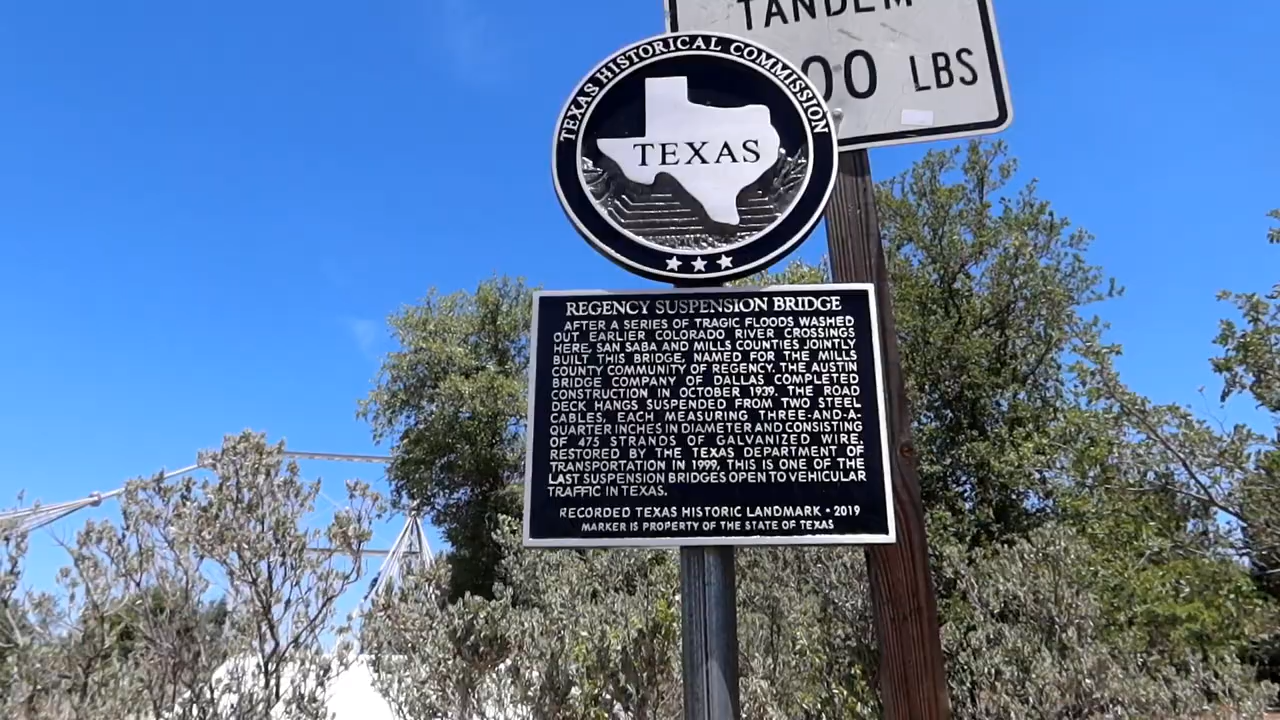 TANDEM
00 LBS
TEXAS HISTORICAL COMMISSION
TEXAS
REGENCY SUSPENSION BRIDGE
AFTER A SERIES OF TRAGIC FLOODS WASHED
OUT EARLIER COLORADO RIVER CROSSINGS
HERE, SAN SABA AND MILLS COUNTIES JOINTLY
BUILT THIS BRIDGE, NAMED FOR THE MILLS
COUNTY COMMUNITY OF REGENCY. THE AUSTIN
BRIDGE COMPANY OF DALLAS COMPLETED
CONSTRUCTION IN OCTOBER 1939. THE ROAD
DECK HANGS SUSPENDED FROM TWO STEEL
CABLES, EACH MEASURING THREE-AND-A-
QUARTER INCHES IN DIAMETER AND CONSISTING
OF 475 STRANDS OF GALVANIZED WIRE.
RESTORED BY THE TEXAS DEPARTMENT OF
TRANSPORTATION IN 1999, THIS IS ONE OF THE
LAST SUSPENSION BRIDGES OPEN TO VEHICULAR
TRAFFIC IN TEXAS.
RECORDED TEXAS HISTORIC LANDMARK • 2019
MARKER IS PROPERTY OF THE STATE OF TEXAS